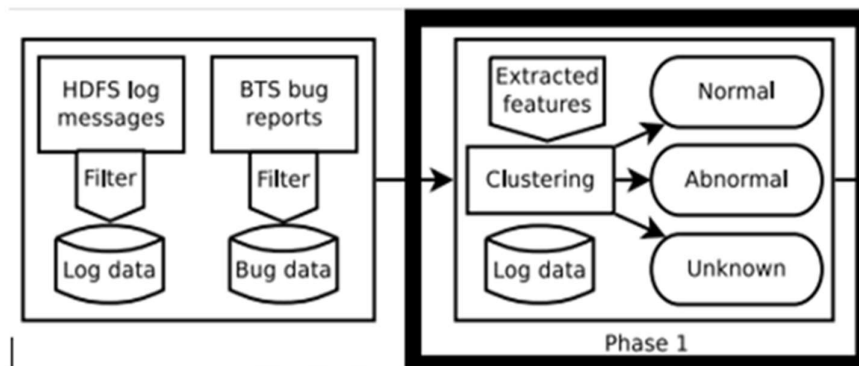 HDFS log
messages
BTS bug
reports
Filter
Filter
Log data
Bug data
Extracted
features
Clustering
Log data
Normal
Abnormal
Unknown
Phase 1